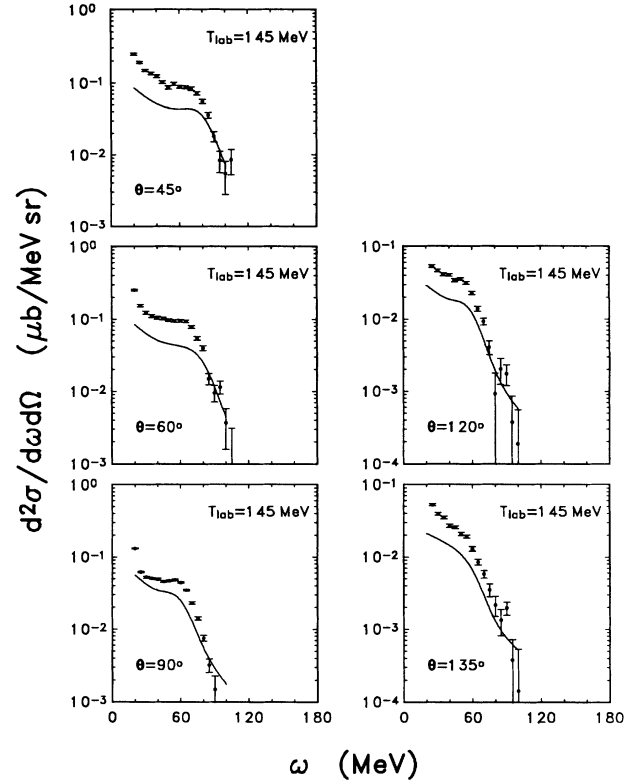 d²σ/dωdΩ (μb/MeV sr)
10⁰
10⁻¹
10⁻²
10⁻³
T_lab=145 MeV
θ=45°
10⁰
10⁻¹
10⁻²
10⁻³
T_lab=145 MeV
θ=60°
10⁻¹
10⁻²
10⁻³
10⁻⁴
T_lab=145 MeV
θ=120°
10⁰
10⁻¹
10⁻²
10⁻³
T_lab=145 MeV
θ=90°
0 60 120 180
10⁰
10⁻¹
10⁻²
10⁻³
10⁻⁴
T_lab=145 MeV
θ=135°
0 60 120 180
ω (MeV)